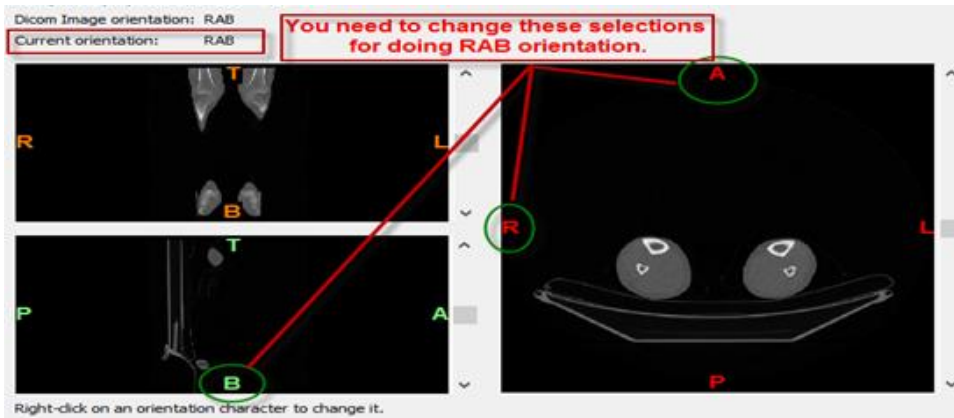 Dicom Image orientation: RAB
Current orientation: RAB
You need to change these selections
for doing RAB orientation.
T
R
L
B
T
P
A
B
A
R
L
P
Right-click on an orientation character to change it.